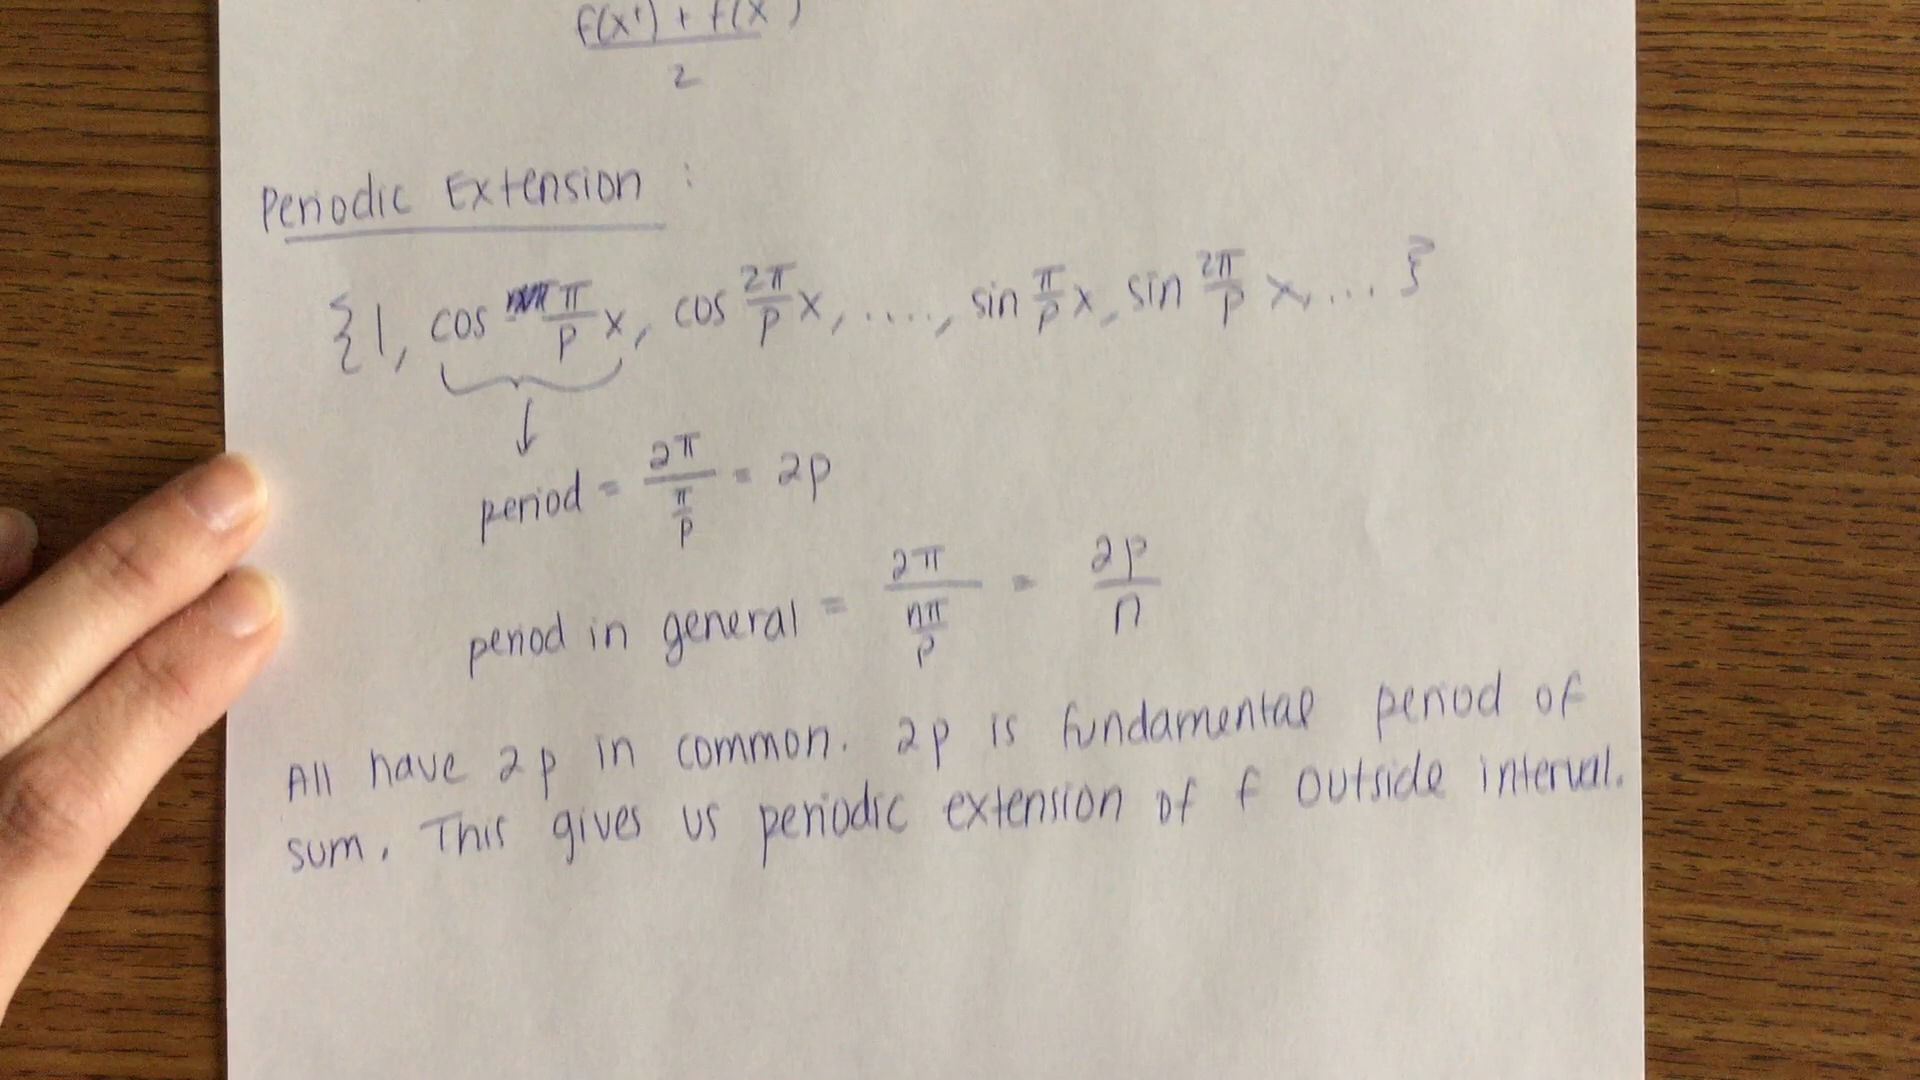 f(x⁺) + f(x⁻)
2
Periodic Extension :
{1, cos π/p x, cos 2π/p x, ...., sin π/p x, sin 2π/p x, ... }
period = 2π/(π/p) = 2p
period in general = 2π/(nπ/p) = 2p/n
All have 2p in common. 2p is fundamental period of
sum. This gives us periodic extension of f outside interval.